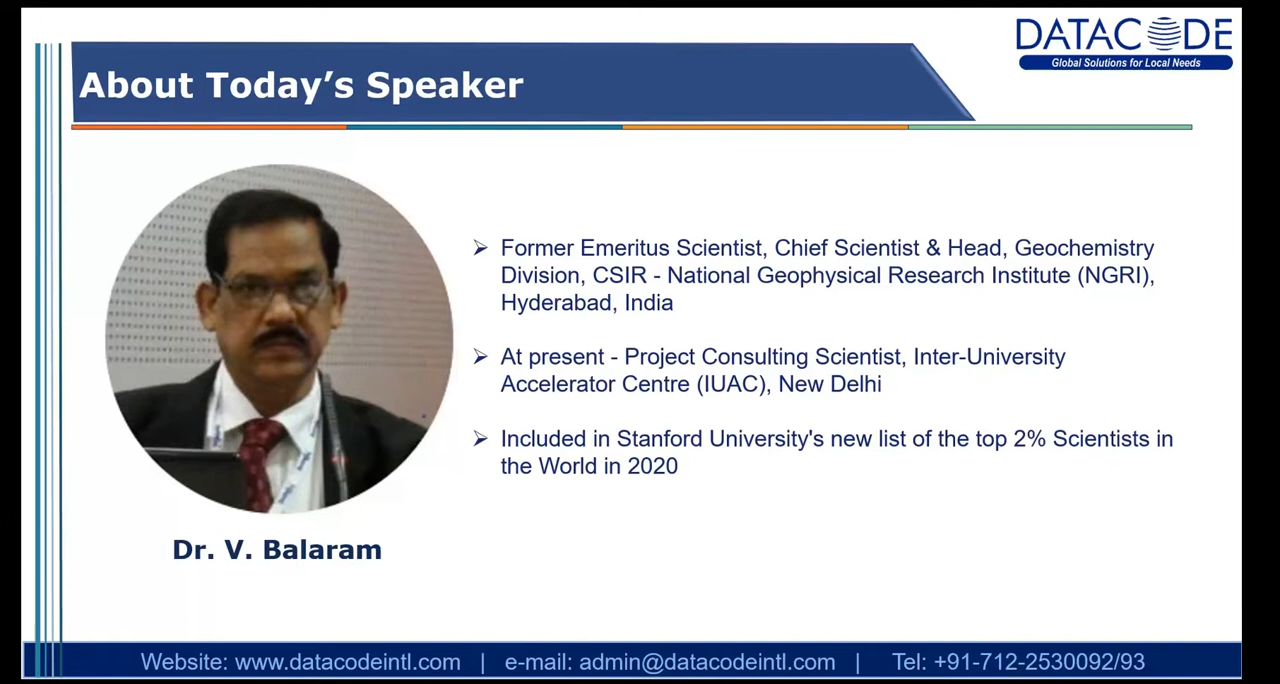 DATACODE
Global Solutions for Local Needs
About Today's Speaker
➢ Former Emeritus Scientist, Chief Scientist & Head, Geochemistry
Division, CSIR - National Geophysical Research Institute (NGRI),
Hyderabad, India
➢ At present - Project Consulting Scientist, Inter-University
Accelerator Centre (IUAC), New Delhi
➢ Included in Stanford University's new list of the top 2% Scientists in
the World in 2020
Dr. V. Balaram
Website: www.datacodeintl.com | e-mail: admin@datacodeintl.com | Tel: +91-712-2530092/93